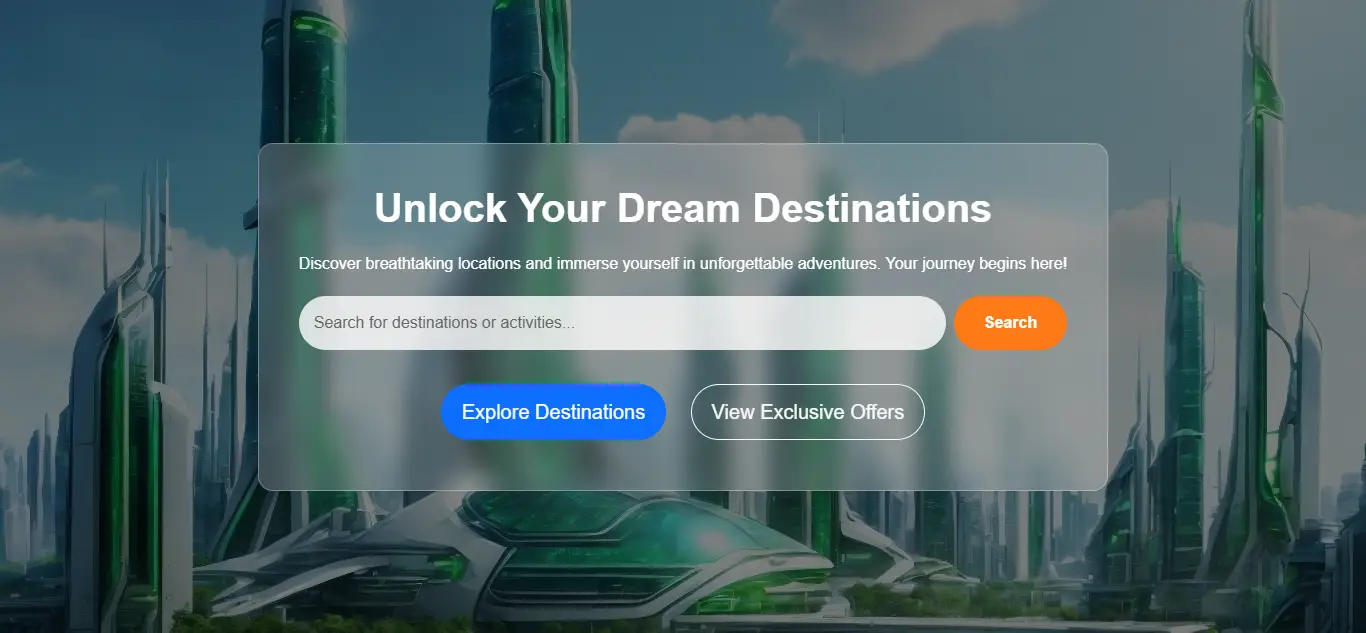 Unlock Your Dream Destinations
Discover breathtaking locations and immerse yourself in unforgettable adventures. Your journey begins here!
Search for destinations or activities...
Search
Explore Destinations
View Exclusive Offers